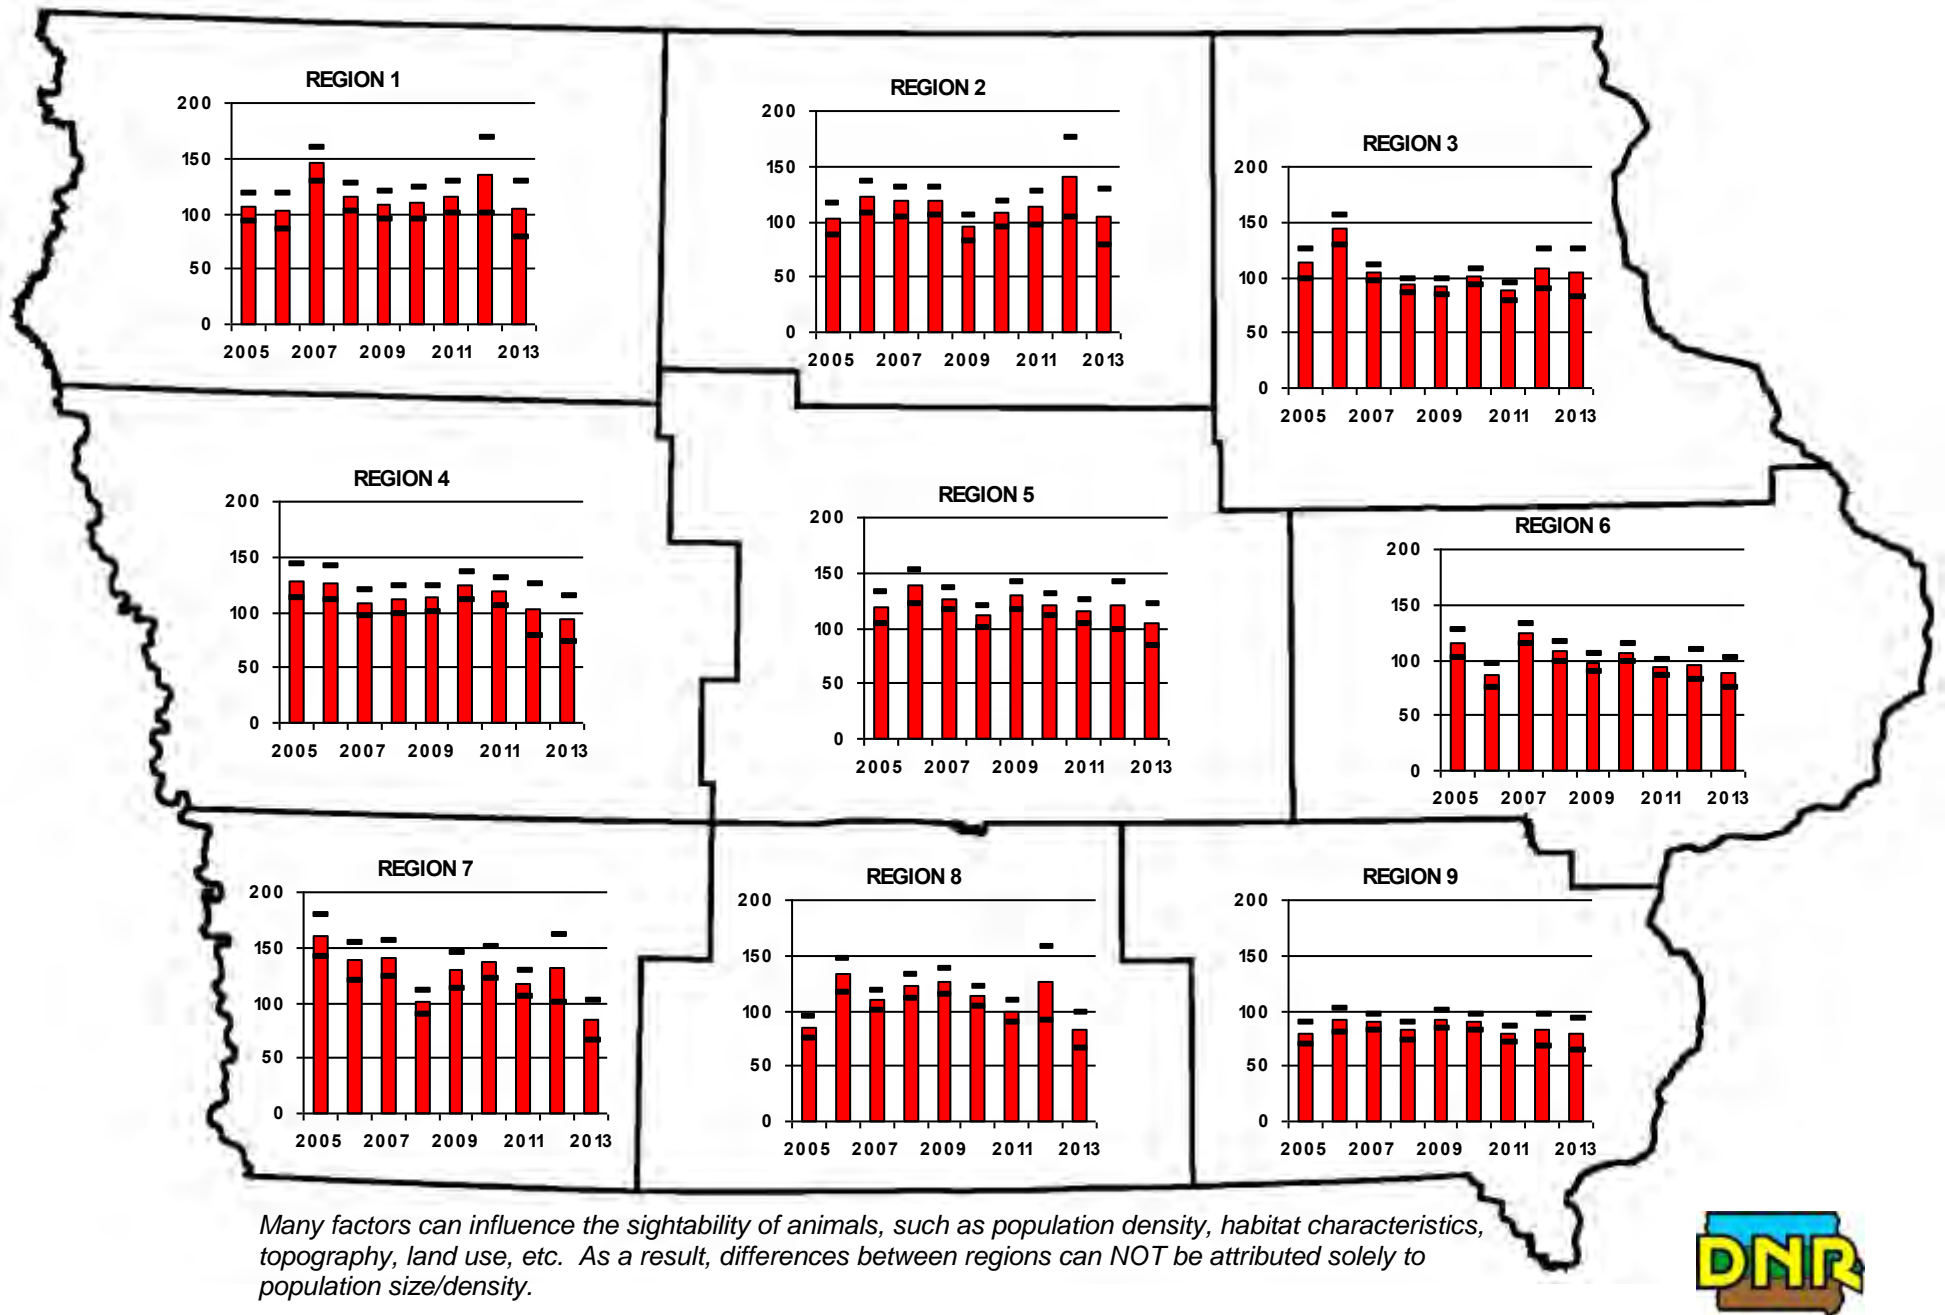 REGION 1
200
150
100
50
0
2005 2007 2009 2011 2013
REGION 2
200
150
100
50
0
2005 2007 2009 2011 2013
REGION 3
200
150
100
50
0
2005 2007 2009 2011 2013
REGION 4
200
150
100
50
0
2005 2007 2009 2011 2013
REGION 5
200
150
100
50
0
2005 2007 2009 2011 2013
REGION 6
200
150
100
50
0
2005 2007 2009 2011 2013
REGION 7
200
150
100
50
0
2005 2007 2009 2011 2013
REGION 8
200
150
100
50
0
2005 2007 2009 2011 2013
REGION 9
200
150
100
50
0
2005 2007 2009 2011 2013
Many factors can influence the sightability of animals, such as population density, habitat characteristics,
topography, land use, etc. As a result, differences between regions can NOT be attributed solely to
population size/density.
DNR